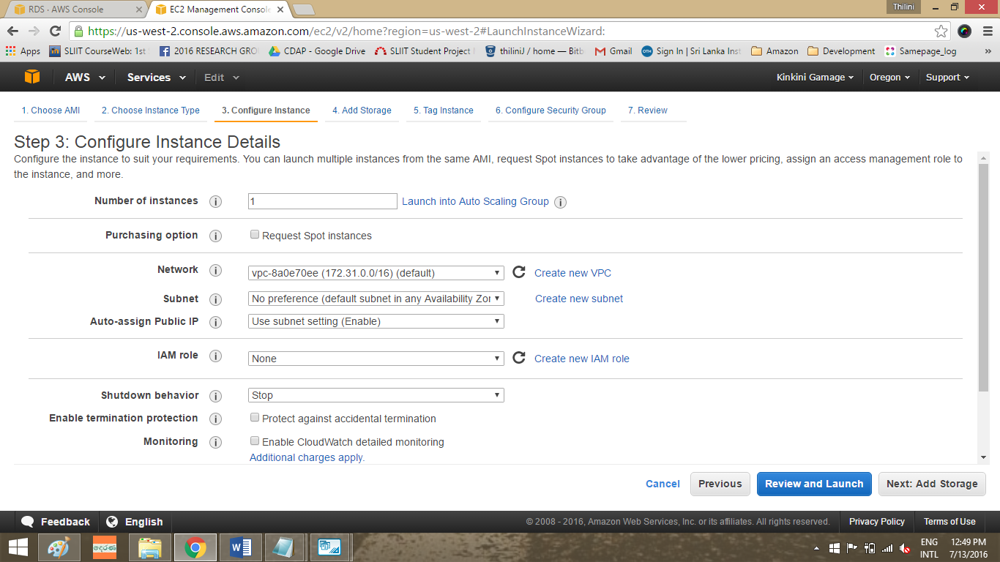 RDS · AWS Console
EC2 Management Console
Thilini
https://us-west-2.console.aws.amazon.com/ec2/v2/home?region=us-west-2#LaunchInstanceWizard:
Apps
SLIIT CourseWeb: 1st
2016 RESEARCH GRO
CDAP - Google Drive
SLIIT Student Project
thiliniJ / home — Bitb
Gmail
Sign In | Sri Lanka Inst
Amazon
Development
Samepage_log
»
AWS
Services
Edit
Kinkini Gamage
Oregon
Support
1. Choose AMI
2. Choose Instance Type
3. Configure Instance
4. Add Storage
5. Tag Instance
6. Configure Security Group
7. Review
Step 3: Configure Instance Details
Configure the instance to suit your requirements. You can launch multiple instances from the same AMI, request Spot instances to take advantage of the lower pricing, assign an access management role to
the instance, and more.
Number of instances
1
Launch into Auto Scaling Group
Purchasing option
Request Spot instances
Network
vpc-8a0e70ee (172.31.0.0/16) (default)
Create new VPC
Subnet
No preference (default subnet in any Availability Zon
Create new subnet
Auto-assign Public IP
Use subnet setting (Enable)
IAM role
None
Create new IAM role
Shutdown behavior
Stop
Enable termination protection
Protect against accidental termination
Monitoring
Enable CloudWatch detailed monitoring
Additional charges apply.
Cancel
Previous
Review and Launch
Next: Add Storage
Feedback
English
© 2008 - 2016, Amazon Web Services, Inc. or its affiliates. All rights reserved.
Privacy Policy
Terms of Use
දෙරණ
ENG
INTL
12:49 PM
7/13/2016